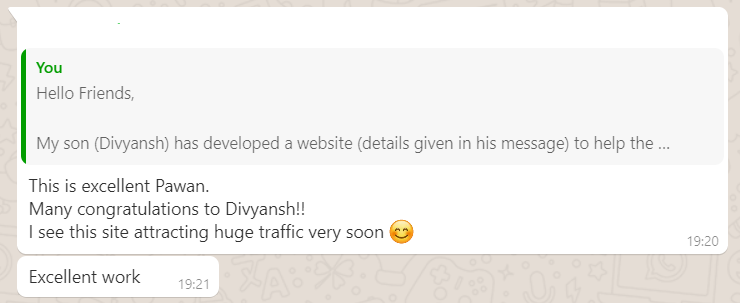 You
Hello Friends,
My son (Divyansh) has developed a website (details given in his message) to help the ...
This is excellent Pawan.
Many congratulations to Divyansh!!
I see this site attracting huge traffic very soon 😊
19:20
Excellent work
19:21